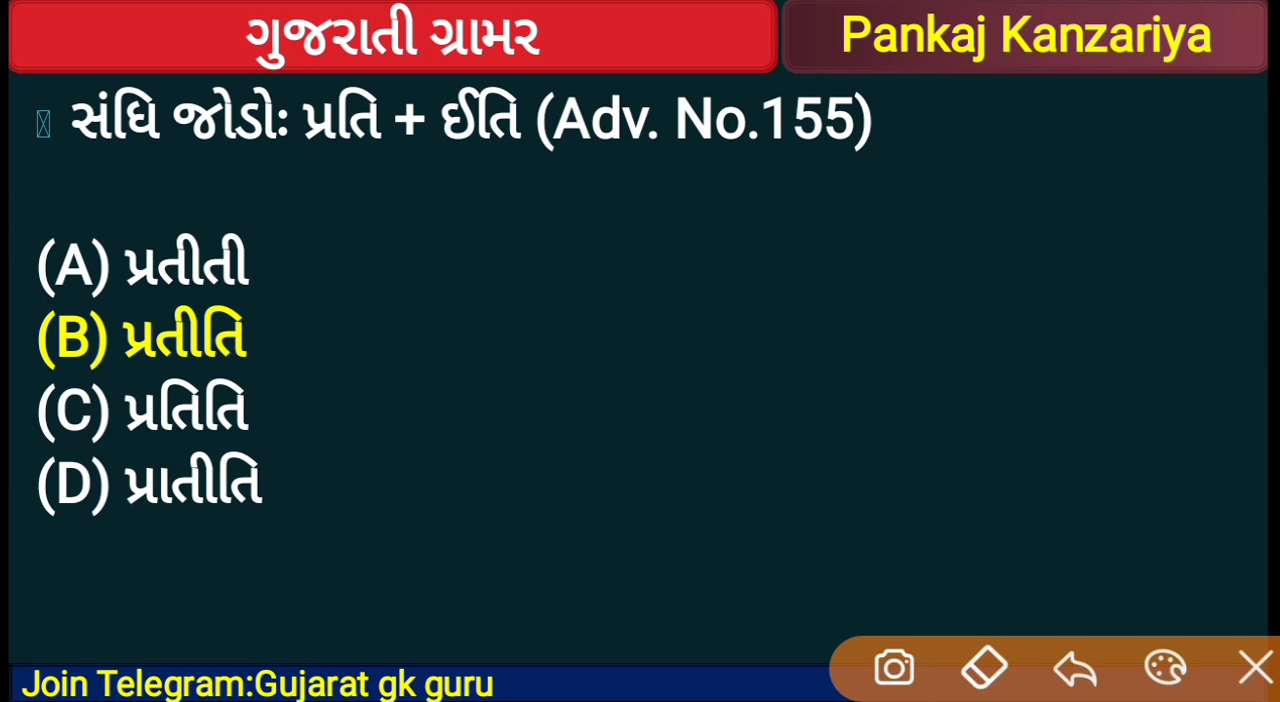 ગુજરાતી ગ્રામર
Pankaj Kanzariya
સંધિ જોડોઃ પ્રતિ + ઈતિ (Adv. No.155)
(A) પ્રતીતી
(B) પ્રતીતિ
(C) પ્રતિતિ
(D) પ્રાતીતિ
Join Telegram:Gujarat gk guru